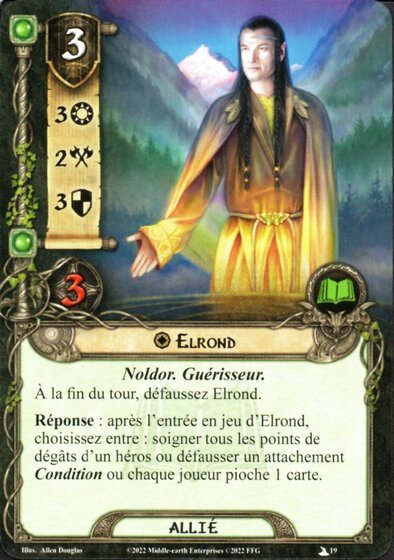 3
3
2
3
3
Elrond
Noldor. Guérisseur.
À la fin du tour, défaussez Elrond.
Réponse : après l'entrée en jeu d'Elrond,
choisissez entre : soigner tous les points de
dégâts d'un héros ou défausser un attachement
Condition ou chaque joueur pioche 1 carte.
ALLIÉ
Illus. Allen Douglas ©2022 Middle-earth Enterprises ©2022 FFG 19